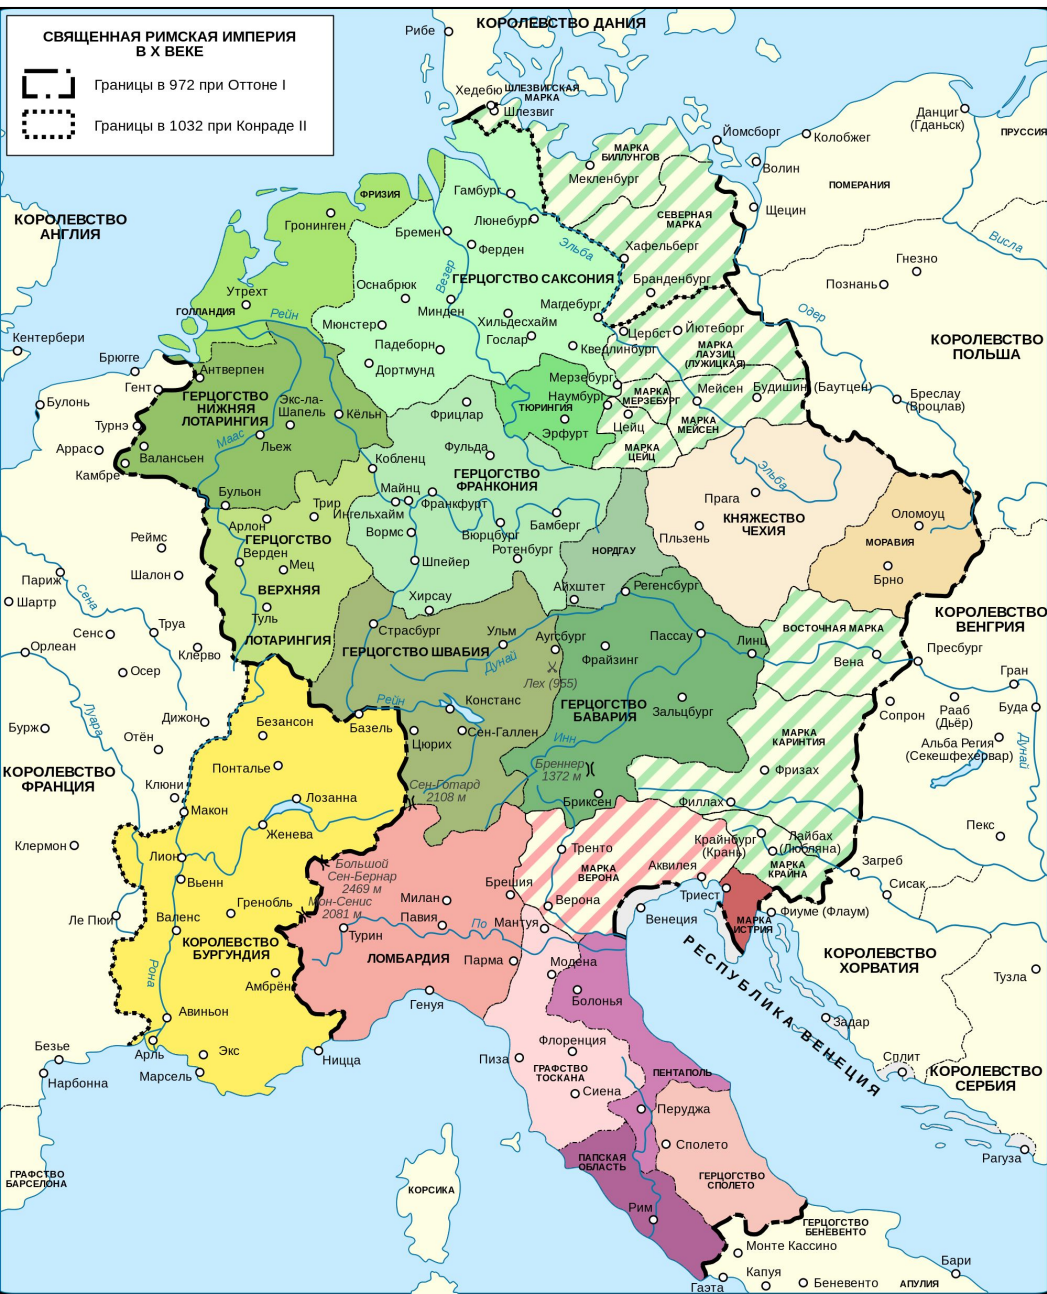 СВЯЩЕННАЯ РИМСКАЯ ИМПЕРИЯ
В X ВЕКЕ
Границы в 972 при Оттоне I
Границы в 1032 при Конраде II
КОРОЛЕВСТВО ДАНИЯ
Рибе
Хедебю
ШЛЕЗВИГСКАЯ
МАРКА
Шлезвиг
Данциг
(Гданьск)
ПРУССИЯ
Йомсборг
Колобжег
МАРКА
БИЛЛУНГОВ
Мекленбург
Волин
ПОМЕРАНИЯ
ФРИЗИЯ
Гамбург
Гронинген
Люнебург
СЕВЕРНАЯ
МАРКА
Щецин
КОРОЛЕВСТВО
АНГЛИЯ
Бремен
Ферден
Эльба
Хафельберг
Висла
Гнезно
Везер
ГЕРЦОГСТВО САКСОНИЯ
Оснабрюк
Бранденбург
Познань
Утрехт
ГОЛЛАНДИЯ
Рейн
Минден
Магдебург
Одер
Мюнстер
Хильдесхайм
Гослар
Цербст
Йютеборг
Кентербери
Падеборн
Кведлинбург
МАРКА
ЛАУЗИЦ
(ЛУЖИЦКАЯ)
КОРОЛЕВСТВО
ПОЛЬША
Брюгге
Антверпен
Дортмунд
Мерзебург
Гент
ГЕРЦОГСТВО
НИЖНЯЯ
ЛОТАРИНГИЯ
Экс-ла-
Шапель
Кёльн
Наумбург
МАРКА
МЕРЗЕБУРГ
Мейсен
Будишин (Баутцен)
Бреслау
(Вроцлав)
Булонь
Фрицлар
ТЮРИНГИЯ
Турнэ
Маас
Льеж
Эрфурт
Цейц
МАРКА
МЕЙСЕН
Аррас
Валансьен
Фульда
МАРКА
ЦЕЙЦ
Камбре
Кобленц
ГЕРЦОГСТВО
ФРАНКОНИЯ
Эльба
Бульон
Трир
Майнц
Франкфурт
Ингельхайм
Прага
Арлон
Вормс
Вюрцбург
Бамберг
КНЯЖЕСТВО
ЧЕХИЯ
Оломоуц
ГЕРЦОГСТВО
ВЕРХНЯЯ
ЛОТАРИНГИЯ
Реймс
Верден
Ротенбург
НОРДГАУ
Пльзень
МОРАВИЯ
Мец
Шпейер
Брно
Париж
Шалон
Айхштет
Регенсбург
Сена
Хирсау
Шартр
Туль
КОРОЛЕВСТВО
ВЕНГРИЯ
Труа
Страсбург
Ульм
Аугсбург
Пассау
Линц
ВОСТОЧНАЯ МАРКА
Сенс
Орлеан
Клерво
ГЕРЦОГСТВО ШВАБИЯ
Дунай
Фрайзинг
Вена
Пресбург
Осер
Лех (955)
Гран
Рейн
Констанс
ГЕРЦОГСТВО
БАВАРИЯ
Зальцбург
Сопрон
Рааб
(Дьёр)
Буда
Луара
Дижон
Безансон
Базель
Бурж
Цюрих
Сен-Галлен
Инн
МАРКА
КАРИНТИЯ
Отён
Альба Регия
(Секешфехервар)
Дунай
Понталье
Бреннер
1372 м
Фризах
КОРОЛЕВСТВО
ФРАНЦИЯ
Клюни
Сен-Готард
2108 м
Лозанна
Бриксен
Филлах
Макон
Женева
Пекс
Клермон
Тренто
Крайнбург
(Крань)
Лайбах
(Любляна)
Лион
Большой
Сен-Бернар
2469 м
МАРКА
ВЕРОНА
Аквилея
МАРКА
КРАЙНА
Загреб
Вьенн
Брешия
Сисак
Мон-Сенис
2081 м
Милан
Верона
Триест
Гренобль
Ле Пюи
Валенс
Павия
По
Мантуя
Венеция
МАРКА
ИСТРИЯ
Фиуме (Флаум)
Турин
КОРОЛЕВСТВО
БУРГУНДИЯ
ЛОМБАРДИЯ
Парма
Модена
КОРОЛЕВСТВО
ХОРВАТИЯ
Рона
Амбрён
Болонья
Тузла
Генуя
РЕСПУБЛИКА ВЕНЕЦИЯ
Авиньон
Задар
Безье
Арль
Экс
Ницца
Флоренция
Пиза
Сплит
Марсель
ГРАФСТВО
ТОСКАНА
ПЕНТАПОЛЬ
КОРОЛЕВСТВО
СЕРБИЯ
Нарбонна
Сиена
Перуджа
Сполето
Рагуза
ПАПСКАЯ
ОБЛАСТЬ
ГРАФСТВО
БАРСЕЛОНА
КОРСИКА
ГЕРЦОГСТВО
СПОЛЕТО
Рим
ГЕРЦОГСТВО
БЕНЕВЕНТО
Монте Кассино
Бари
Капуя
Гаэта
Беневенто
АПУЛИЯ